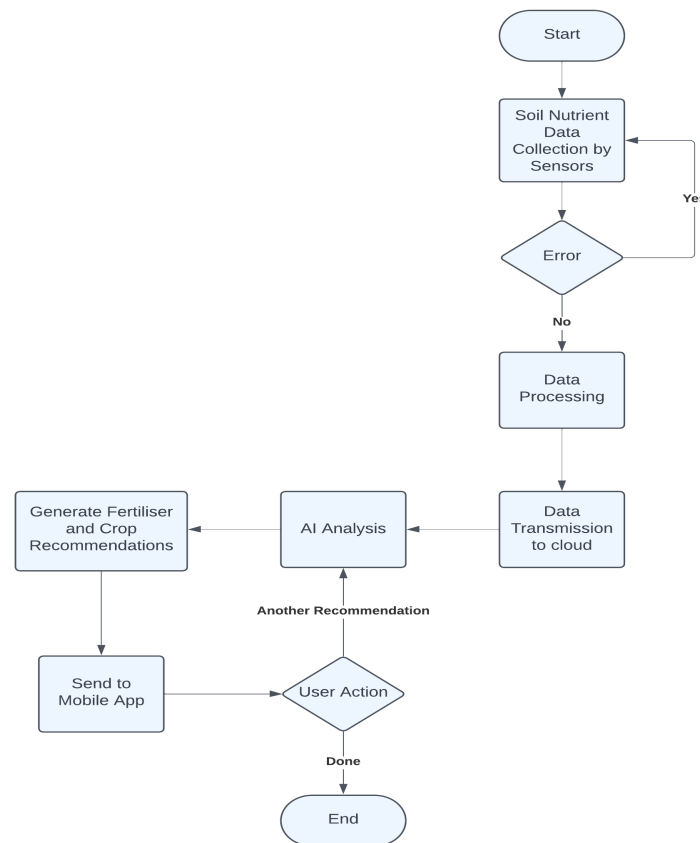 Start
Soil Nutrient
Data
Collection by
Sensors
Error
No
Data
Processing
Data
Transmission
to cloud
AI Analysis
Generate Fertiliser
and Crop
Recommendations
Send to
Mobile App
User Action
Another Recommendation
Done
End